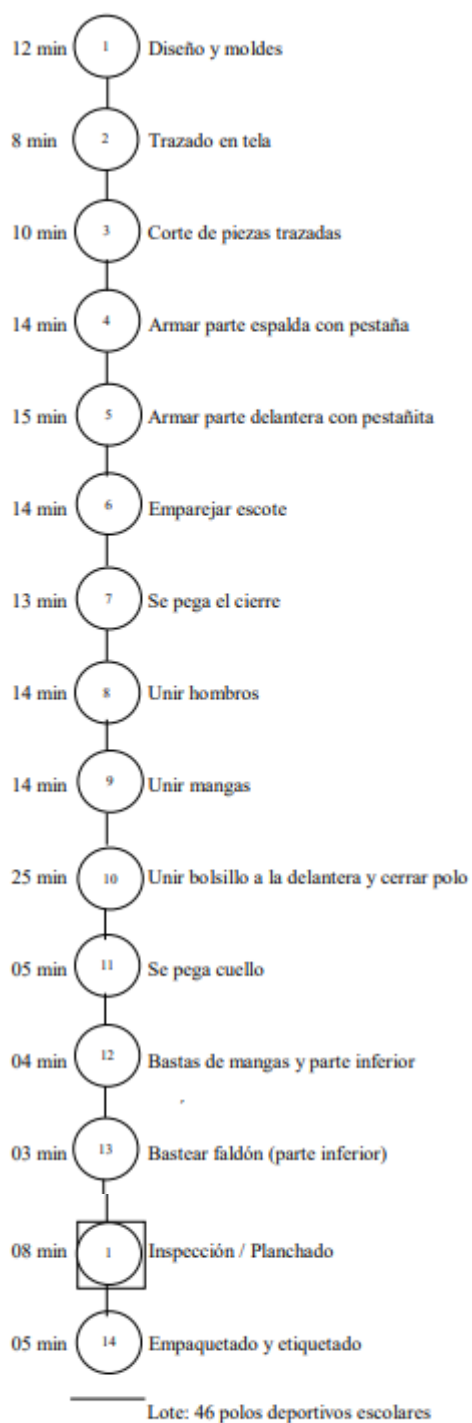 12 min 1 Diseño y moldes
8 min 2 Trazado en tela
10 min 3 Corte de piezas trazadas
14 min 4 Armar parte espalda con pestaña
15 min 5 Armar parte delantera con pestañita
14 min 6 Emparejar escote
13 min 7 Se pega el cierre
14 min 8 Unir hombros
14 min 9 Unir mangas
25 min 10 Unir bolsillo a la delantera y cerrar polo
05 min 11 Se pega cuello
04 min 12 Bastas de mangas y parte inferior
03 min 13 Bastear faldón (parte inferior)
08 min 1 Inspección / Planchado
05 min 14 Empaquetado y etiquetado
Lote: 46 polos deportivos escolares